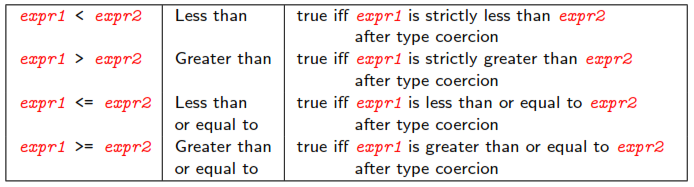 expr1 < expr2 Less than true iff expr1 is strictly less than expr2
after type coercion
expr1 > expr2 Greater than true iff expr1 is strictly greater than expr2
after type coercion
expr1 <= expr2 Less than true iff expr1 is less than or equal to expr2
or equal to after type coercion
expr1 >= expr2 Greater than true iff expr1 is greater than or equal to expr2
or equal to after type coercion